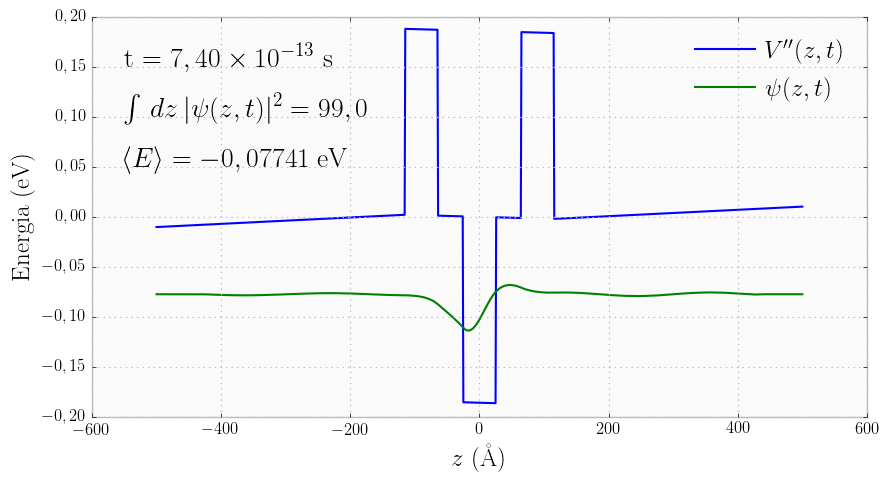 t = 7,40 × 10⁻¹³ s
∫ dz |ψ(z,t)|² = 99,0
⟨E⟩ = −0,07741 eV
V′′(z,t)
ψ(z,t)
Energia (eV)
0,20
0,15
0,10
0,05
0,00
−0,05
−0,10
−0,15
−0,20
−600 −400 −200 0 200 400 600
z (Å)